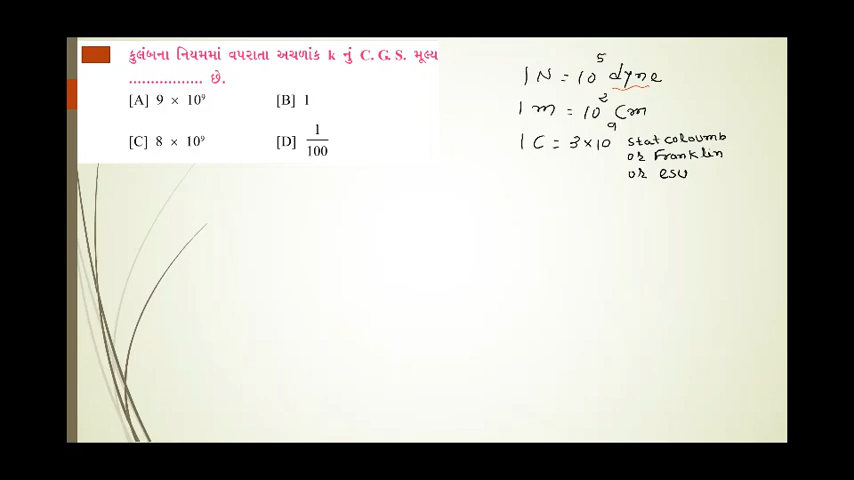 કુલંબના નિયમમાં વપરાતા અચળાંક k નું C. G. S. મૂલ્ય
................. છે.
[A] 9 × 10⁹ [B] 1
[C] 8 × 10⁹ [D] 1/100
1 N = 10⁵ dyne
1 m = 10² cm
1 C = 3×10⁹ stat coloumb
or Franklin
or esu